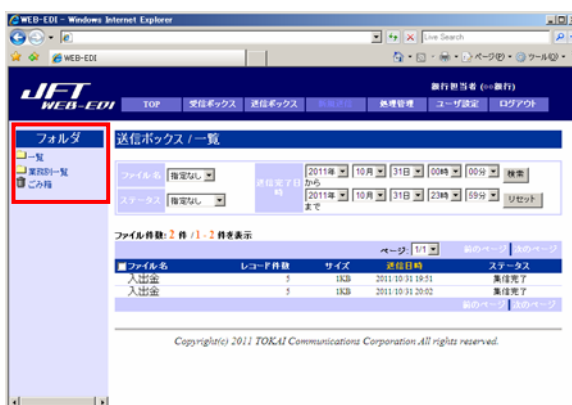 WEB-EDI - Windows Internet Explorer
Live Search
WEB-EDI
ページ(P)
ツール(O)
JFT
WEB-EDI
銀行担当者 (○○銀行)
TOP 受信ボックス 送信ボックス 処理管理 ユーザ設定 ログアウト
フォルダ
一覧
業務別一覧
ごみ箱
送信ボックス / 一覧
ファイル名 指定なし
ステータス 指定なし
送信完了日時
2011年 10月 31日 00時 00分 から
2011年 10月 31日 23時 59分 まで
検索
リセット
ファイル件数: 2 件 / 1 - 2 件を表示
ページ: 1/1 前のページ 次のページ
ファイル名 レコード件数 サイズ 送信日時 ステータス
入出金 5 1KB 2011/10/31 19:51 集信完了
入出金 5 1KB 2011/10/31 20:02 集信完了
前のページ 次のページ
Copyright(c) 2011 TOKAI Communications Corporation All rights reserved.